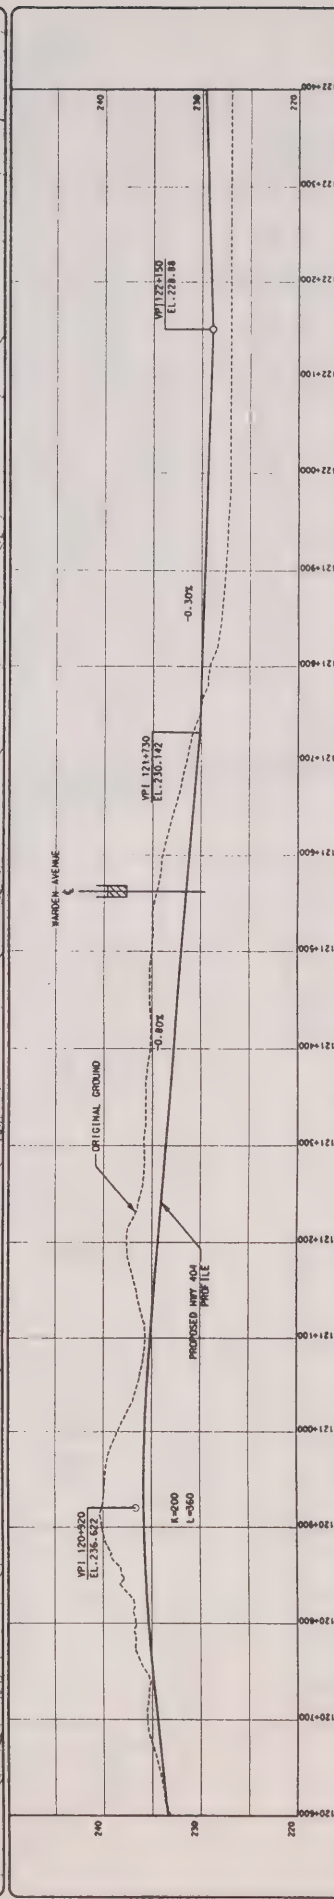 240
230
220
VPI 120+920
EL.236.622
K=200
L=360
PROPOSED HWY 404
PROFILE
ORIGINAL GROUND
-0.80%
WARDEN AVENUE
℄
VPI 121+730
EL.230.142
-0.30%
VPI 122+150
EL.228.88
240
230
220
120+600
120+700
120+800
120+900
121+000
121+100
121+200
121+300
121+400
121+500
121+600
121+700
121+800
121+900
122+000
122+100
122+200
122+300
122+400